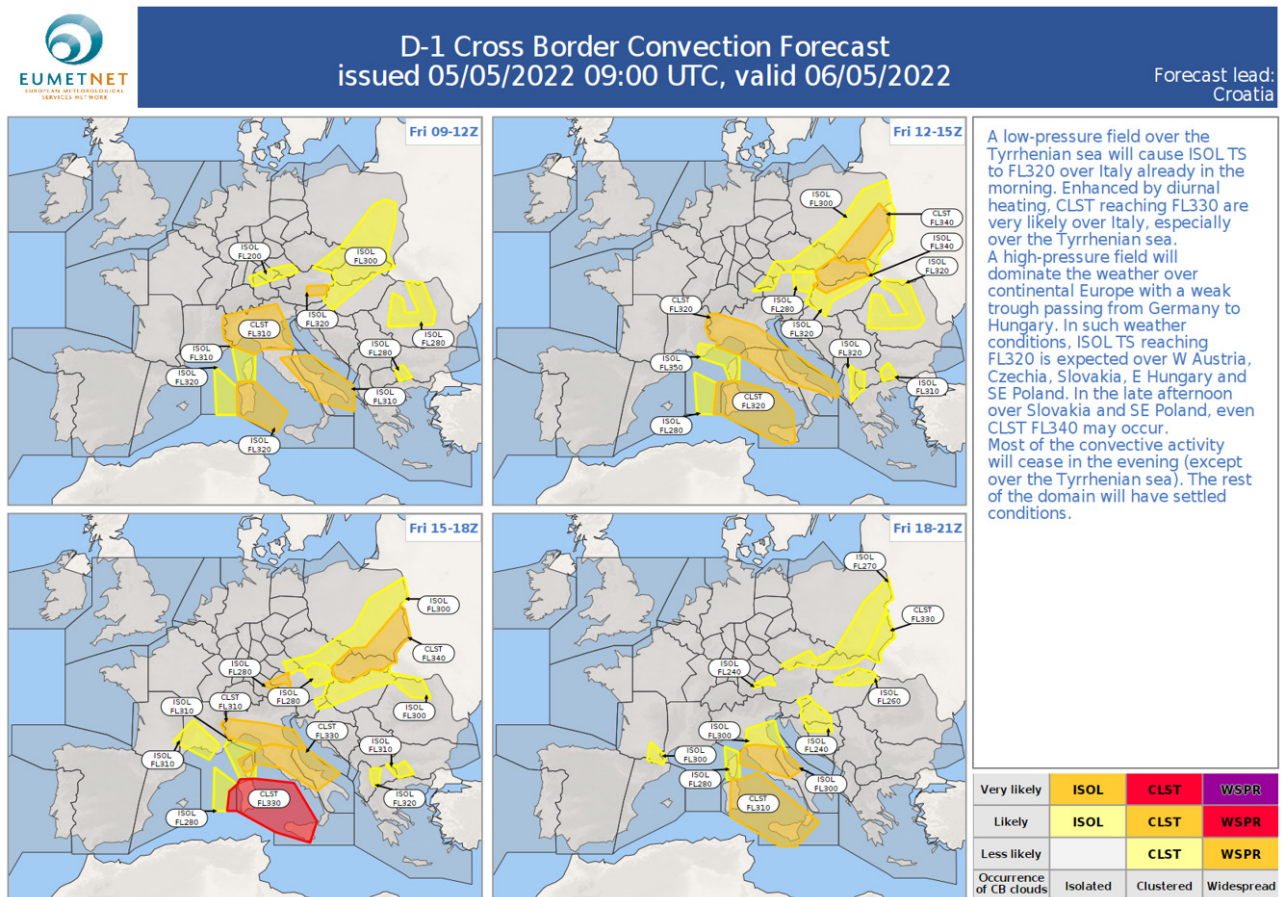 EUMETNET
EUROPEAN METEOROLOGICAL
SERVICES NETWORK
D-1 Cross Border Convection Forecast
issued 05/05/2022 09:00 UTC, valid 06/05/2022
Forecast lead:
Croatia
Fri 09-12Z
ISOL
FL200
ISOL
FL300
ISOL
FL320
CLST
FL310
ISOL
FL280
ISOL
FL310
ISOL
FL280
ISOL
FL320
ISOL
FL310
ISOL
FL320
Fri 12-15Z
ISOL
FL300
CLST
FL340
ISOL
FL340
ISOL
FL320
CLST
FL320
ISOL
FL280
ISOL
FL320
ISOL
FL350
ISOL
FL320
ISOL
FL310
CLST
FL320
ISOL
FL280
Fri 15-18Z
ISOL
FL300
CLST
FL340
ISOL
FL280
ISOL
FL280
ISOL
FL310
CLST
FL310
ISOL
FL300
CLST
FL330
ISOL
FL310
ISOL
FL310
ISOL
FL320
CLST
FL330
ISOL
FL280
Fri 18-21Z
ISOL
FL270
CLST
FL330
ISOL
FL240
ISOL
FL260
ISOL
FL300
ISOL
FL240
ISOL
FL300
ISOL
FL280
ISOL
FL300
CLST
FL310
A low-pressure field over the
Tyrrhenian sea will cause ISOL TS
to FL320 over Italy already in the
morning. Enhanced by diurnal
heating, CLST reaching FL330 are
very likely over Italy, especially
over the Tyrrhenian sea.
A high-pressure field will
dominate the weather over
continental Europe with a weak
trough passing from Germany to
Hungary. In such weather
conditions, ISOL TS reaching
FL320 is expected over W Austria,
Czechia, Slovakia, E Hungary and
SE Poland. In the late afternoon
over Slovakia and SE Poland, even
CLST FL340 may occur.
Most of the convective activity
will cease in the evening (except
over the Tyrrhenian sea). The rest
of the domain will have settled
conditions.
Very likely ISOL CLST WSPR
Likely ISOL CLST WSPR
Less likely CLST WSPR
Occurrence
of CB clouds Isolated Clustered Widespread